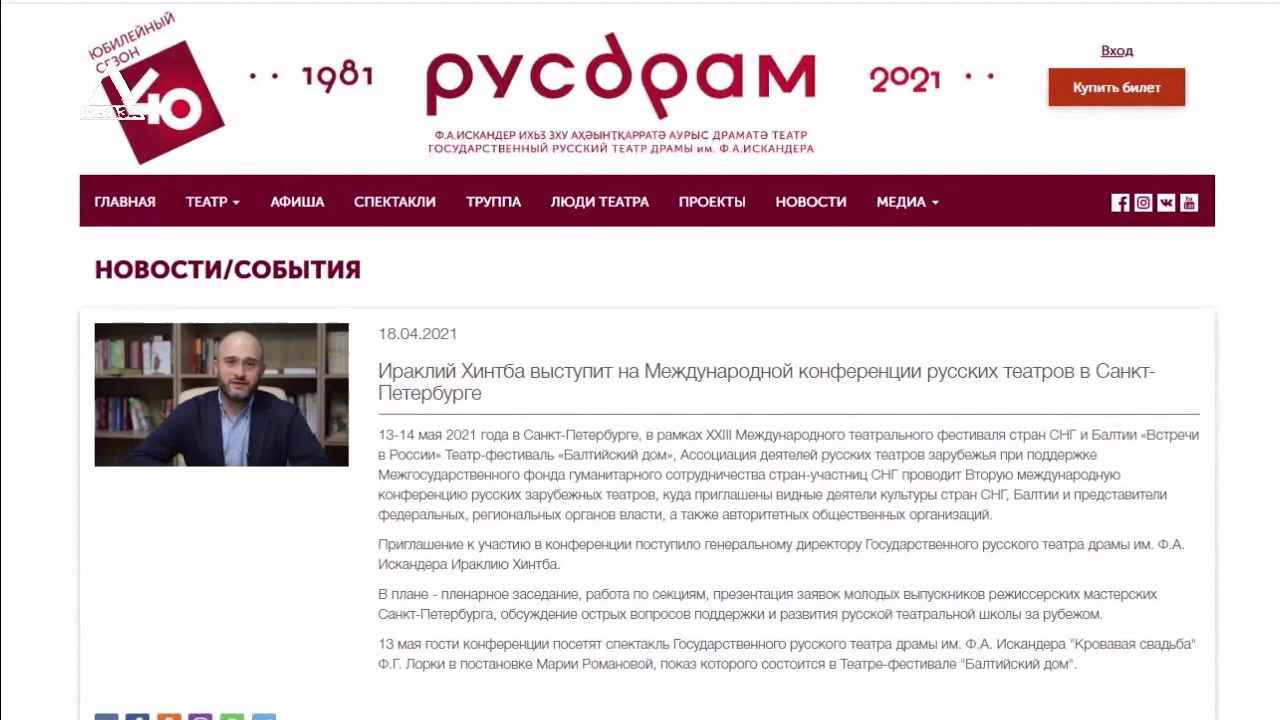 ЮБИЛЕЙНЫЙ
СЕЗОН
40
1981
русдрам
2021
Ф.А.ИСКАНДЕР ИХЬӠ ЗХУ АҲӘЫНҬҚАРРАТӘ АУРЫС ДРАМАТӘ ТЕАТР
ГОСУДАРСТВЕННЫЙ РУССКИЙ ТЕАТР ДРАМЫ им. Ф.А.ИСКАНДЕРА
Вход
Купить билет
ГЛАВНАЯ ТЕАТР АФИША СПЕКТАКЛИ ТРУППА ЛЮДИ ТЕАТРА ПРОЕКТЫ НОВОСТИ МЕДИА
НОВОСТИ/СОБЫТИЯ
18.04.2021
Ираклий Хинтба выступит на Международной конференции русских театров в Санкт-
Петербурге
13-14 мая 2021 года в Санкт-Петербурге, в рамках XXIII Международного театрального фестиваля стран СНГ и Балтии «Встречи
в России» Театр-фестиваль «Балтийский дом», Ассоциация деятелей русских театров зарубежья при поддержке
Межгосударственного фонда гуманитарного сотрудничества стран-участниц СНГ проводит Вторую международную
конференцию русских зарубежных театров, куда приглашены видные деятели культуры стран СНГ, Балтии и представители
федеральных, региональных органов власти, а также авторитетных общественных организаций.
Приглашение к участию в конференции поступило генеральному директору Государственного русского театра драмы им. Ф.А.
Искандера Ираклию Хинтба.
В плане - пленарное заседание, работа по секциям, презентация заявок молодых выпускников режиссерских мастерских
Санкт-Петербурга, обсуждение острых вопросов поддержки и развития русской театральной школы за рубежом.
13 мая гости конференции посетят спектакль Государственного русского театра драмы им. Ф.А. Искандера "Кровавая свадьба"
Ф.Г. Лорки в постановке Марии Романовой, показ которого состоится в Театре-фестивале "Балтийский дом".